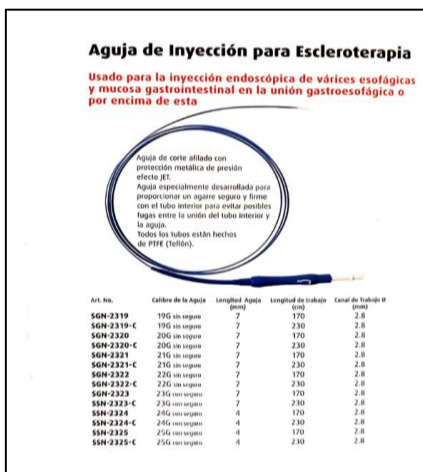 Aguja de Inyección para Escleroterapia
Usado para la inyección endoscópica de várices esofágicas
y mucosa gastrointestinal en la unión gastroesofágica o
por encima de esta
Aguja de corte afilado con
protección metálica de presión
efecto JET.
Aguja especialmente desarrollada para
proporcionar un agarre seguro y firme
con el tubo interior para evitar posibles
fugas entre la unión del tubo interior y
la aguja.
Todos los tubos están hechos
de PTFE (Teflón).
Art. No. Calibre de la Aguja Longitud Aguja (mm) Longitud de trabajo (cm) Canal de trabajo Ø (mm)
SGN-2319 19G sin seguro 7 170 2.8
SGN-2319-C 19G sin seguro 7 230 2.8
SGN-2320 20G sin seguro 7 170 2.8
SGN-2320-C 20G sin seguro 7 230 2.8
SGN-2321 21G sin seguro 7 170 2.8
SGN-2321-C 21G sin seguro 7 230 2.8
SGN-2322 22G sin seguro 7 170 2.8
SGN-2322-C 22G sin seguro 7 230 2.8
SGN-2323 23G con seguro 7 170 2.8
SSN-2323-C 23G con seguro 7 230 2.8
SSN-2324 24G con seguro 4 170 2.8
SSN-2324-C 24G con seguro 4 230 2.8
SSN-2325 25G con seguro 4 170 2.8
SSN-2325-C 25G con seguro 4 230 2.8